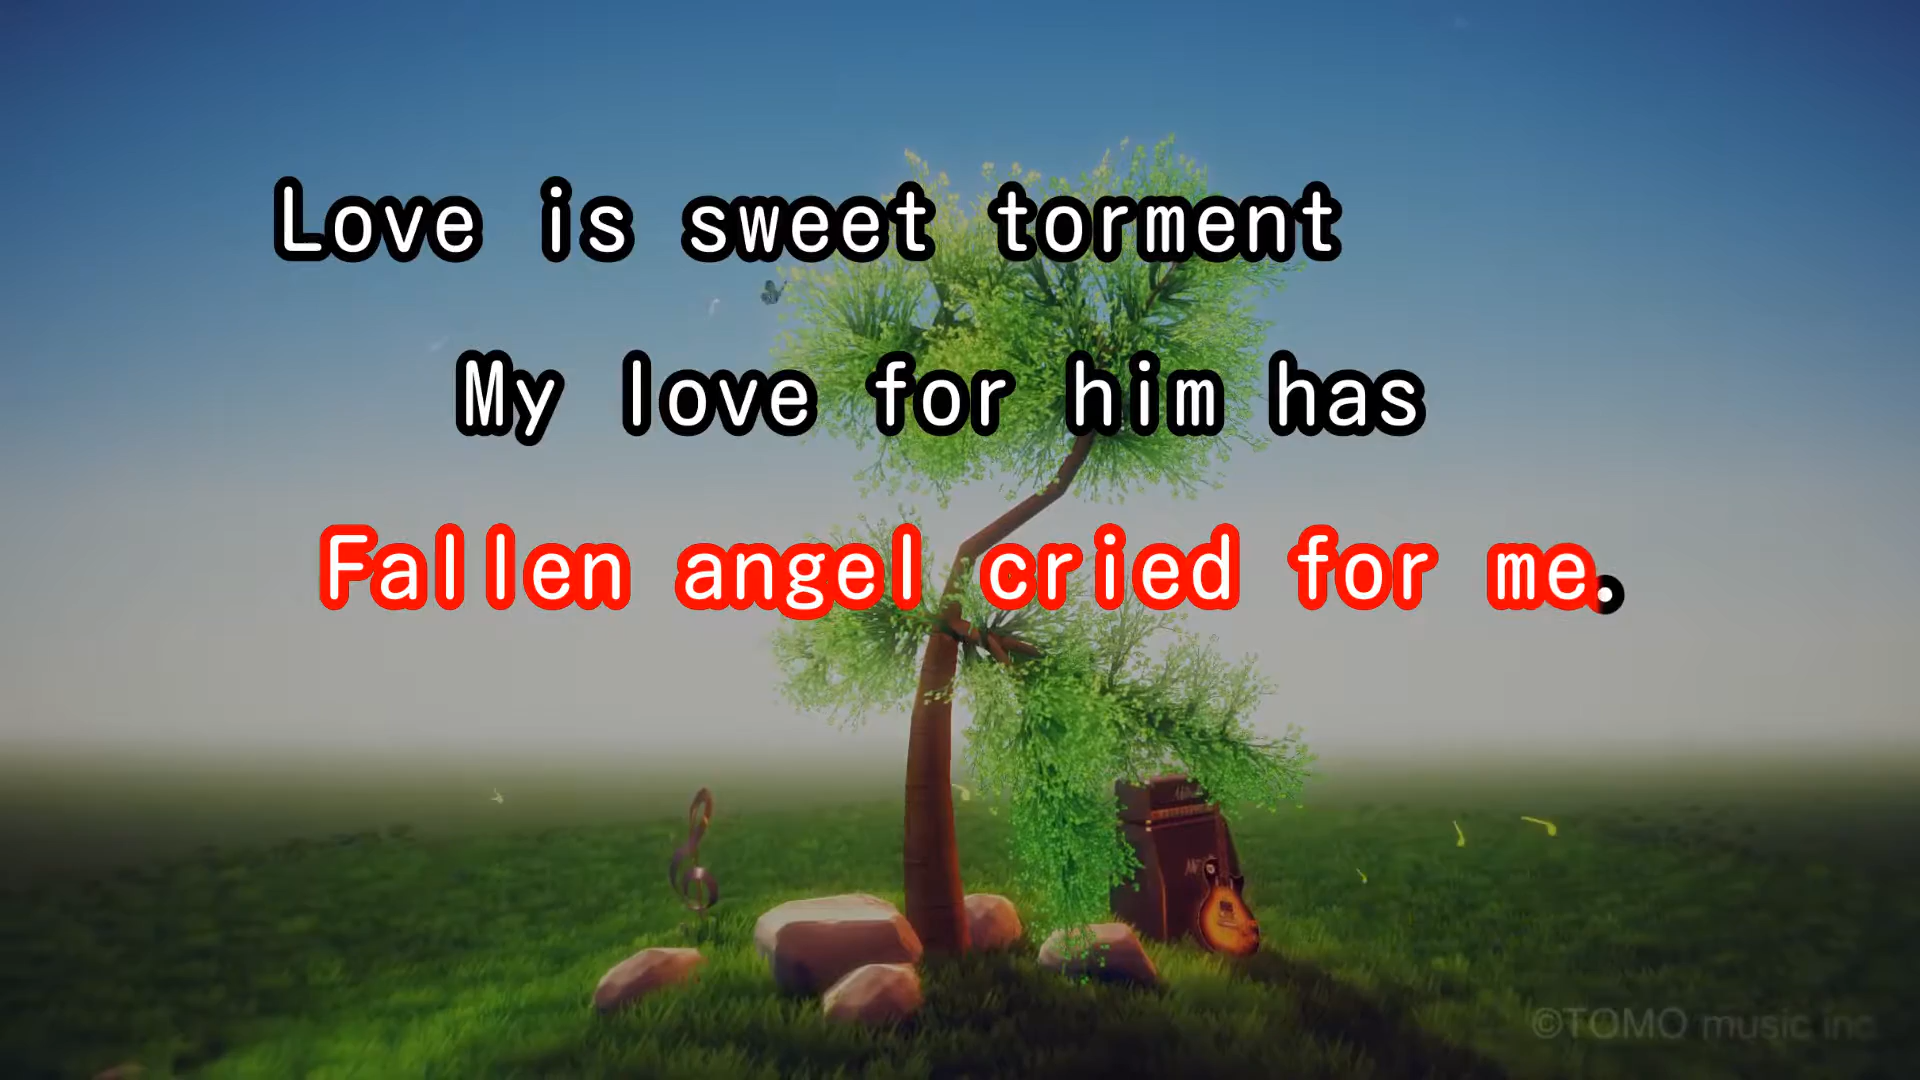 Love is sweet torment
My love for him has
Fallen angel cried for me.
©TOMO music inc